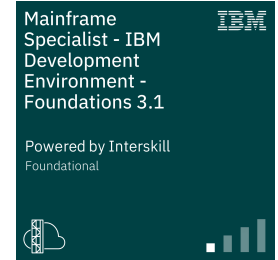 Mainframe
Specialist - IBM
Development
Environment -
Foundations 3.1
IBM
Powered by Interskill
Foundational